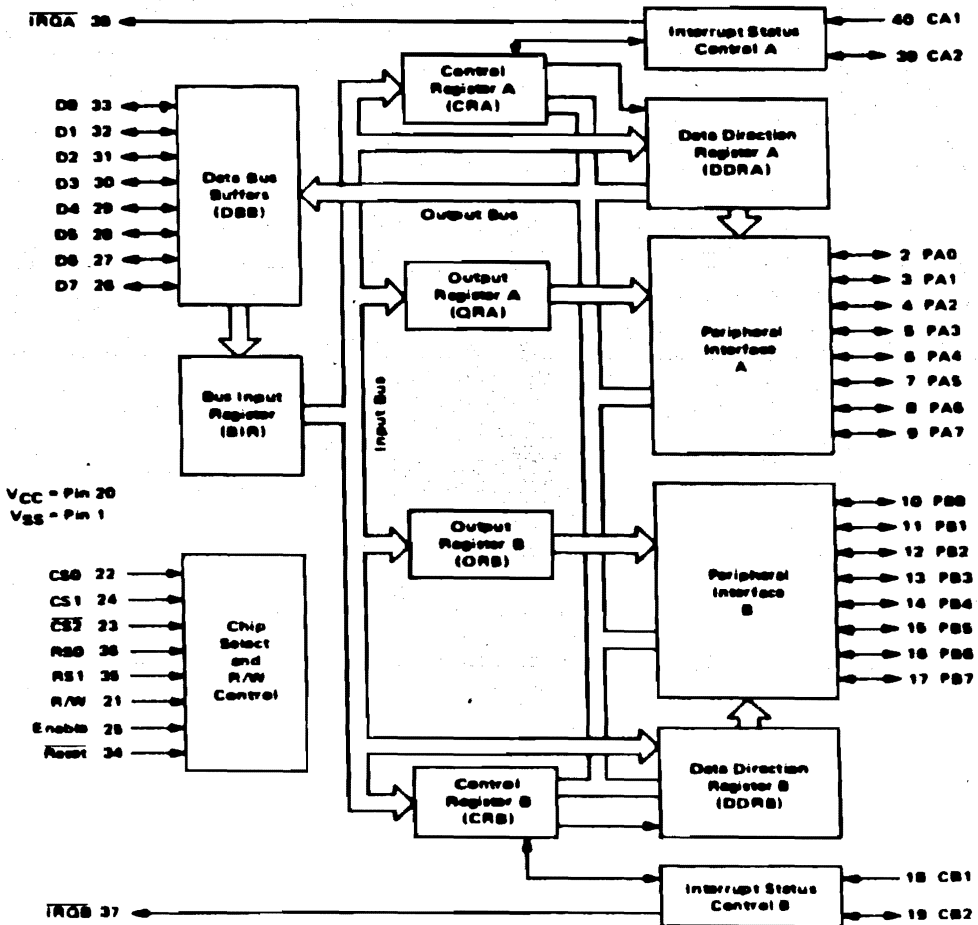 IRQA 38
40 CA1
39 CA2
Interrupt Status
Control A
Control
Register A
(CRA)
D0 33
D1 32
D2 31
D3 30
D4 29
D5 28
D6 27
D7 26
Data Bus
Buffers
(DBB)
Data Direction
Register A
(DDRA)
Output Bus
Output
Register A
(ORA)
Peripheral
Interface
A
2 PA0
3 PA1
4 PA2
5 PA3
6 PA4
7 PA5
8 PA6
9 PA7
Bus Input
Register
(BIR)
Input Bus
VCC = Pin 20
VSS = Pin 1
Output
Register B
(ORB)
Peripheral
Interface
B
10 PB0
11 PB1
12 PB2
13 PB3
14 PB4
15 PB5
16 PB6
17 PB7
CS0 22
CS1 24
CS2 23
RS0 36
RS1 35
R/W 21
Enable 25
Reset 34
Chip
Select
and
R/W
Control
Control
Register B
(CRB)
Data Direction
Register B
(DDRB)
Interrupt Status
Control B
18 CB1
19 CB2
IRQB 37